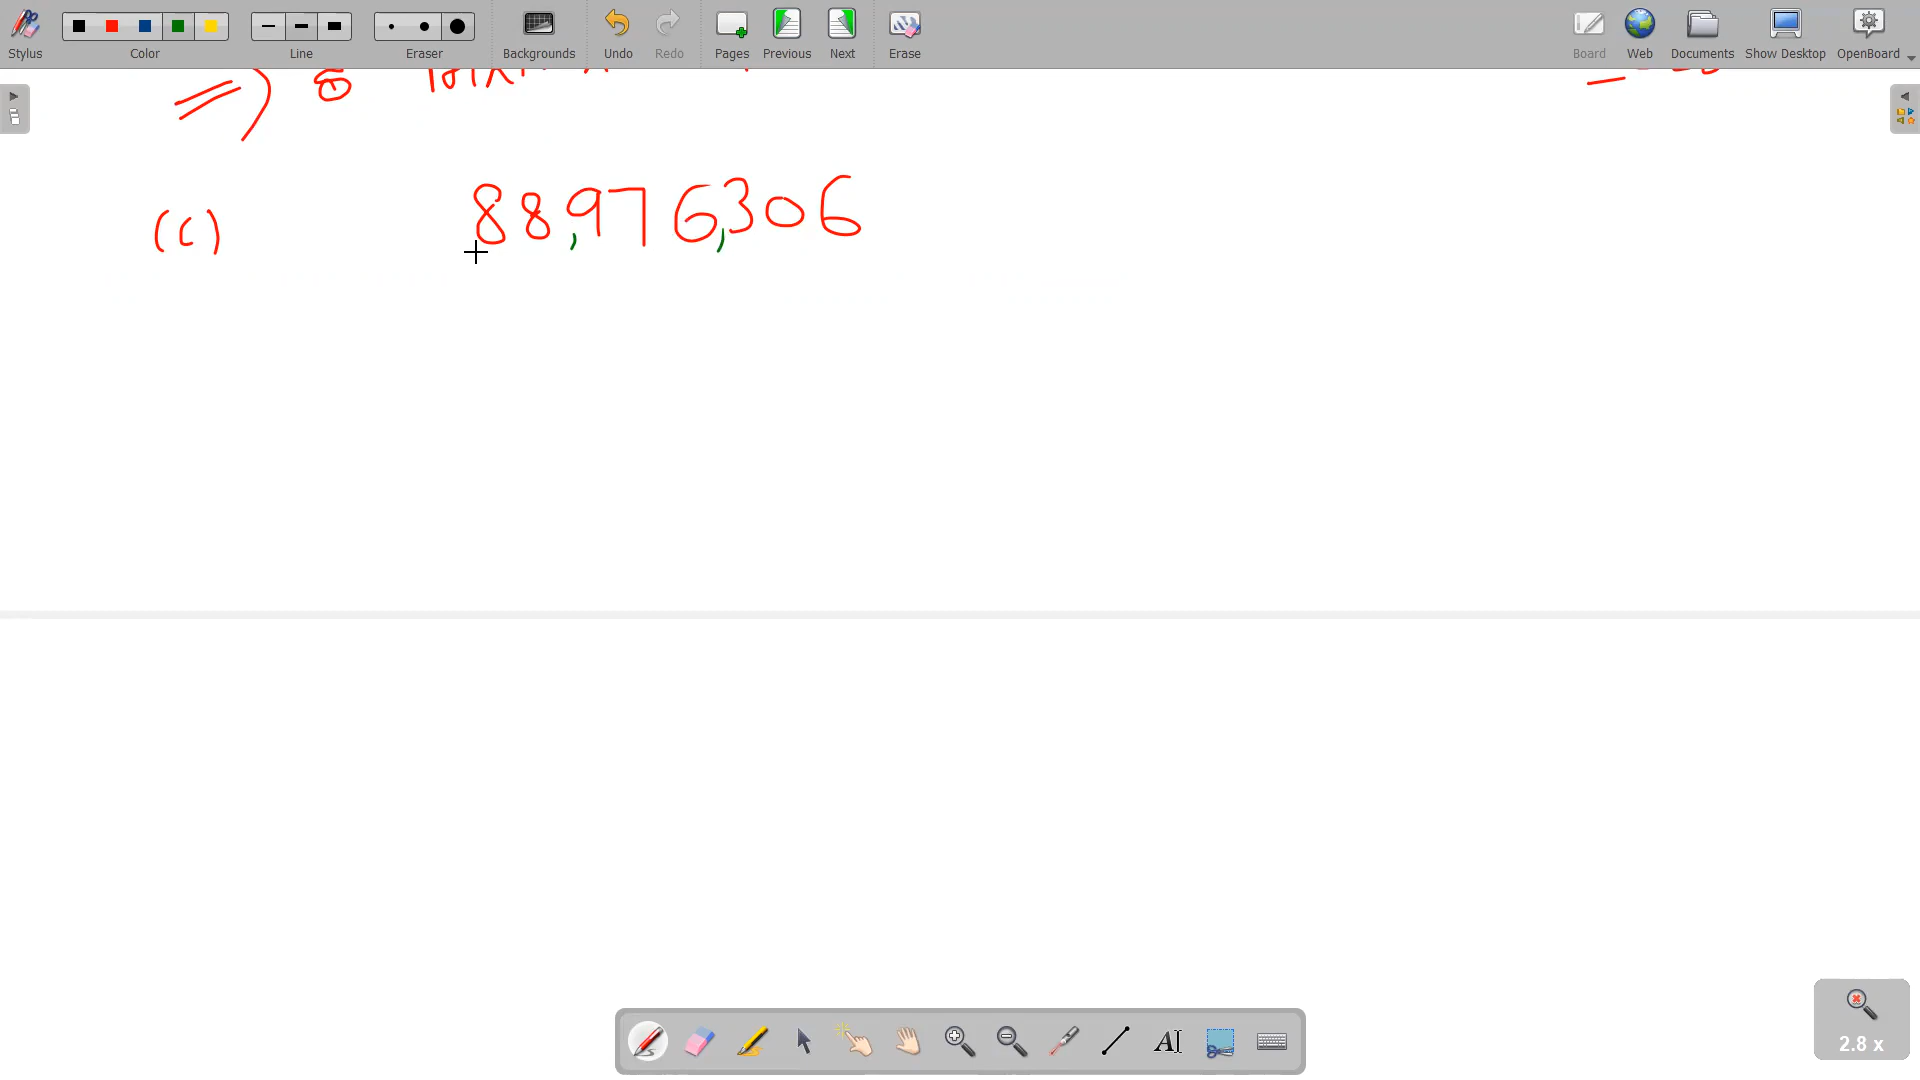 Stylus Color Line Eraser Backgrounds Undo Redo Pages Previous Next Erase Board Web Documents Show Desktop OpenBoard
(c) 88,976,306
2.8 x